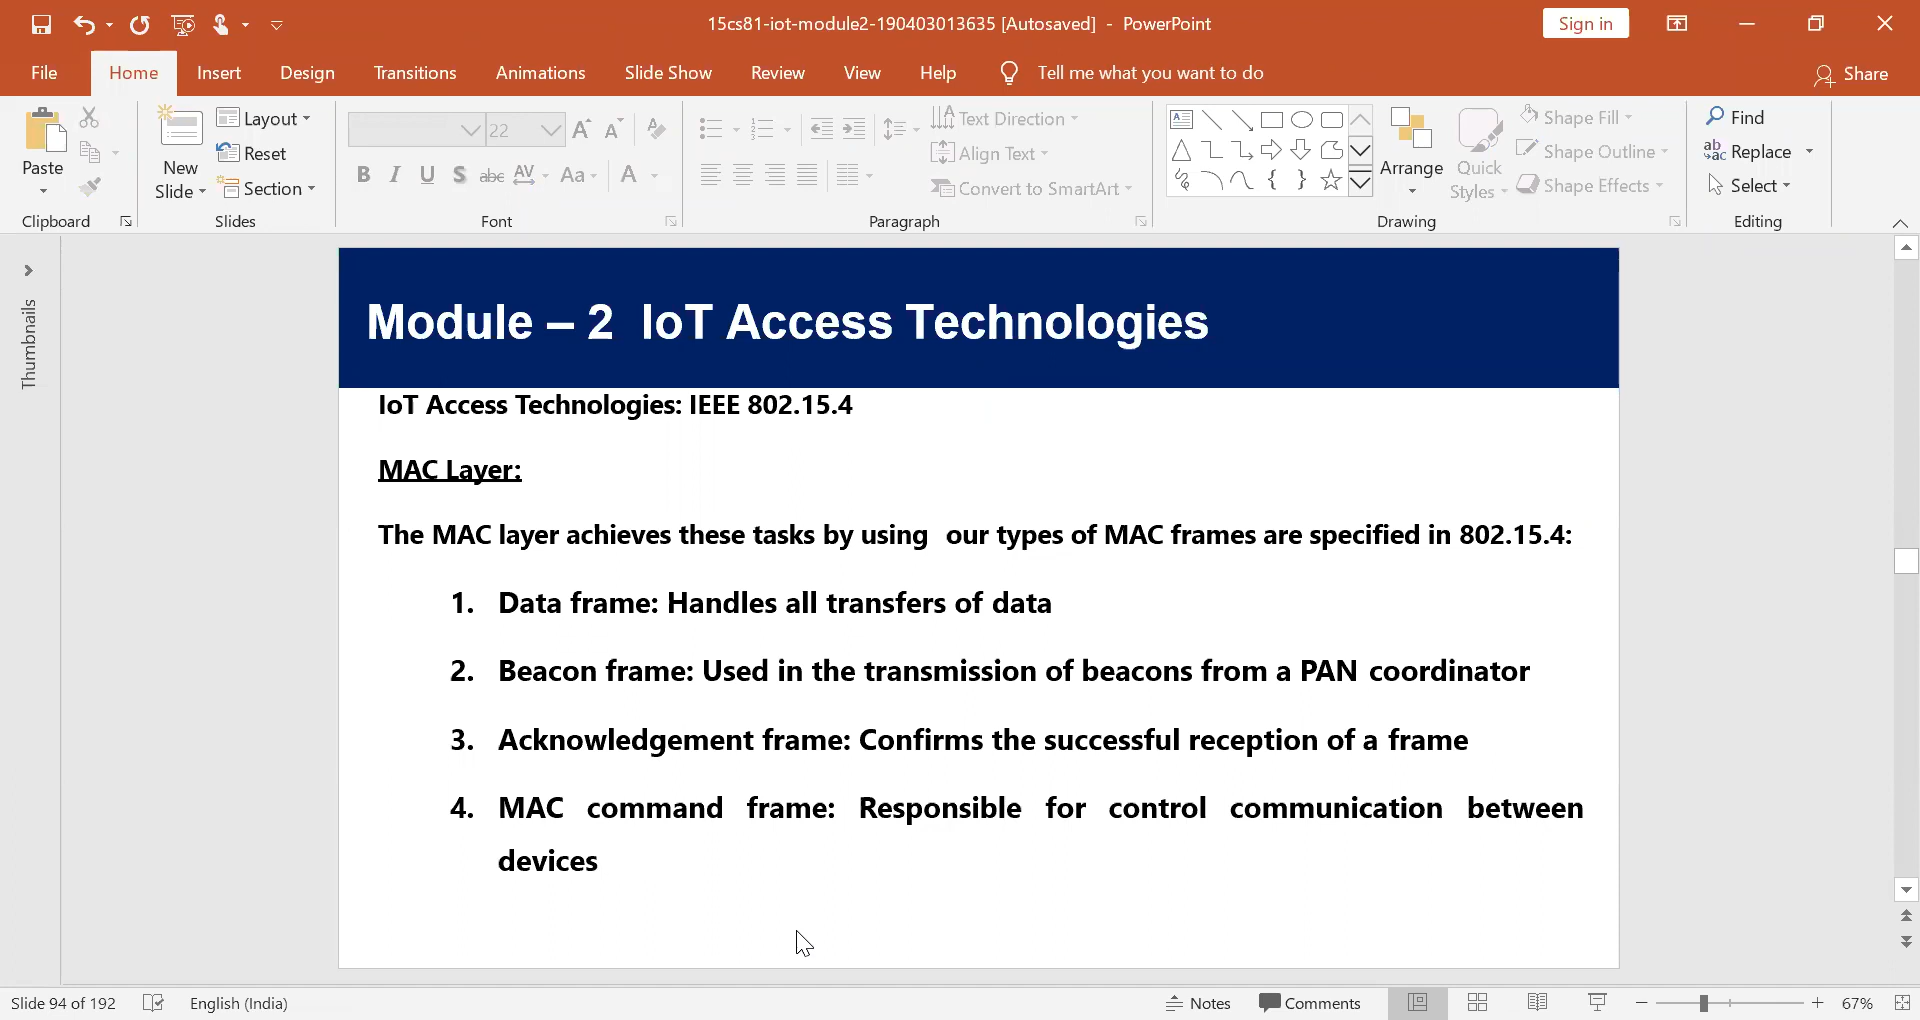 15cs81-iot-module2-190403013635 [Autosaved] - PowerPoint
Sign in
File Home Insert Design Transitions Animations Slide Show Review View Help Tell me what you want to do Share
Paste
Clipboard
New
Slide
Layout
Reset
Section
Slides
22
B I U S abc AV Aa A
Font
Text Direction
Align Text
Convert to SmartArt
Paragraph
Arrange
Quick
Styles
Shape Fill
Shape Outline
Shape Effects
Drawing
Find
Replace
Select
Editing
Thumbnails
Module – 2 IoT Access Technologies
IoT Access Technologies: IEEE 802.15.4
MAC Layer:
The MAC layer achieves these tasks by using our types of MAC frames are specified in 802.15.4:
1. Data frame: Handles all transfers of data
2. Beacon frame: Used in the transmission of beacons from a PAN coordinator
3. Acknowledgement frame: Confirms the successful reception of a frame
4. MAC command frame: Responsible for control communication between
devices
Slide 94 of 192 English (India) Notes Comments 67%